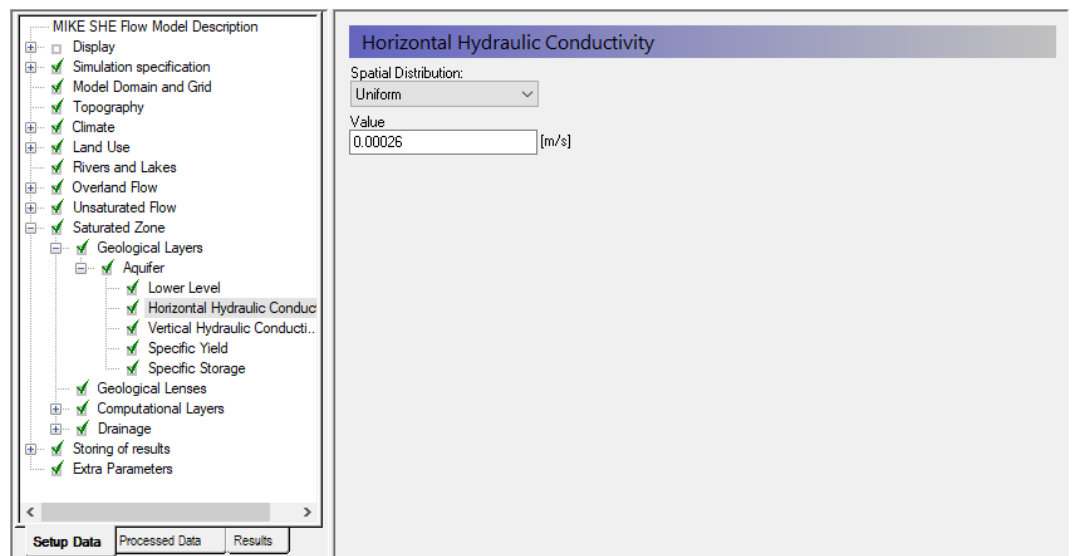 MIKE SHE Flow Model Description
Display
Simulation specification
Model Domain and Grid
Topography
Climate
Land Use
Rivers and Lakes
Overland Flow
Unsaturated Flow
Saturated Zone
Geological Layers
Aquifer
Lower Level
Horizontal Hydraulic Conduc
Vertical Hydraulic Conducti..
Specific Yield
Specific Storage
Geological Lenses
Computational Layers
Drainage
Storing of results
Extra Parameters
Setup Data Processed Data Results
Horizontal Hydraulic Conductivity
Spatial Distribution:
Uniform
Value
0.00026 [m/s]